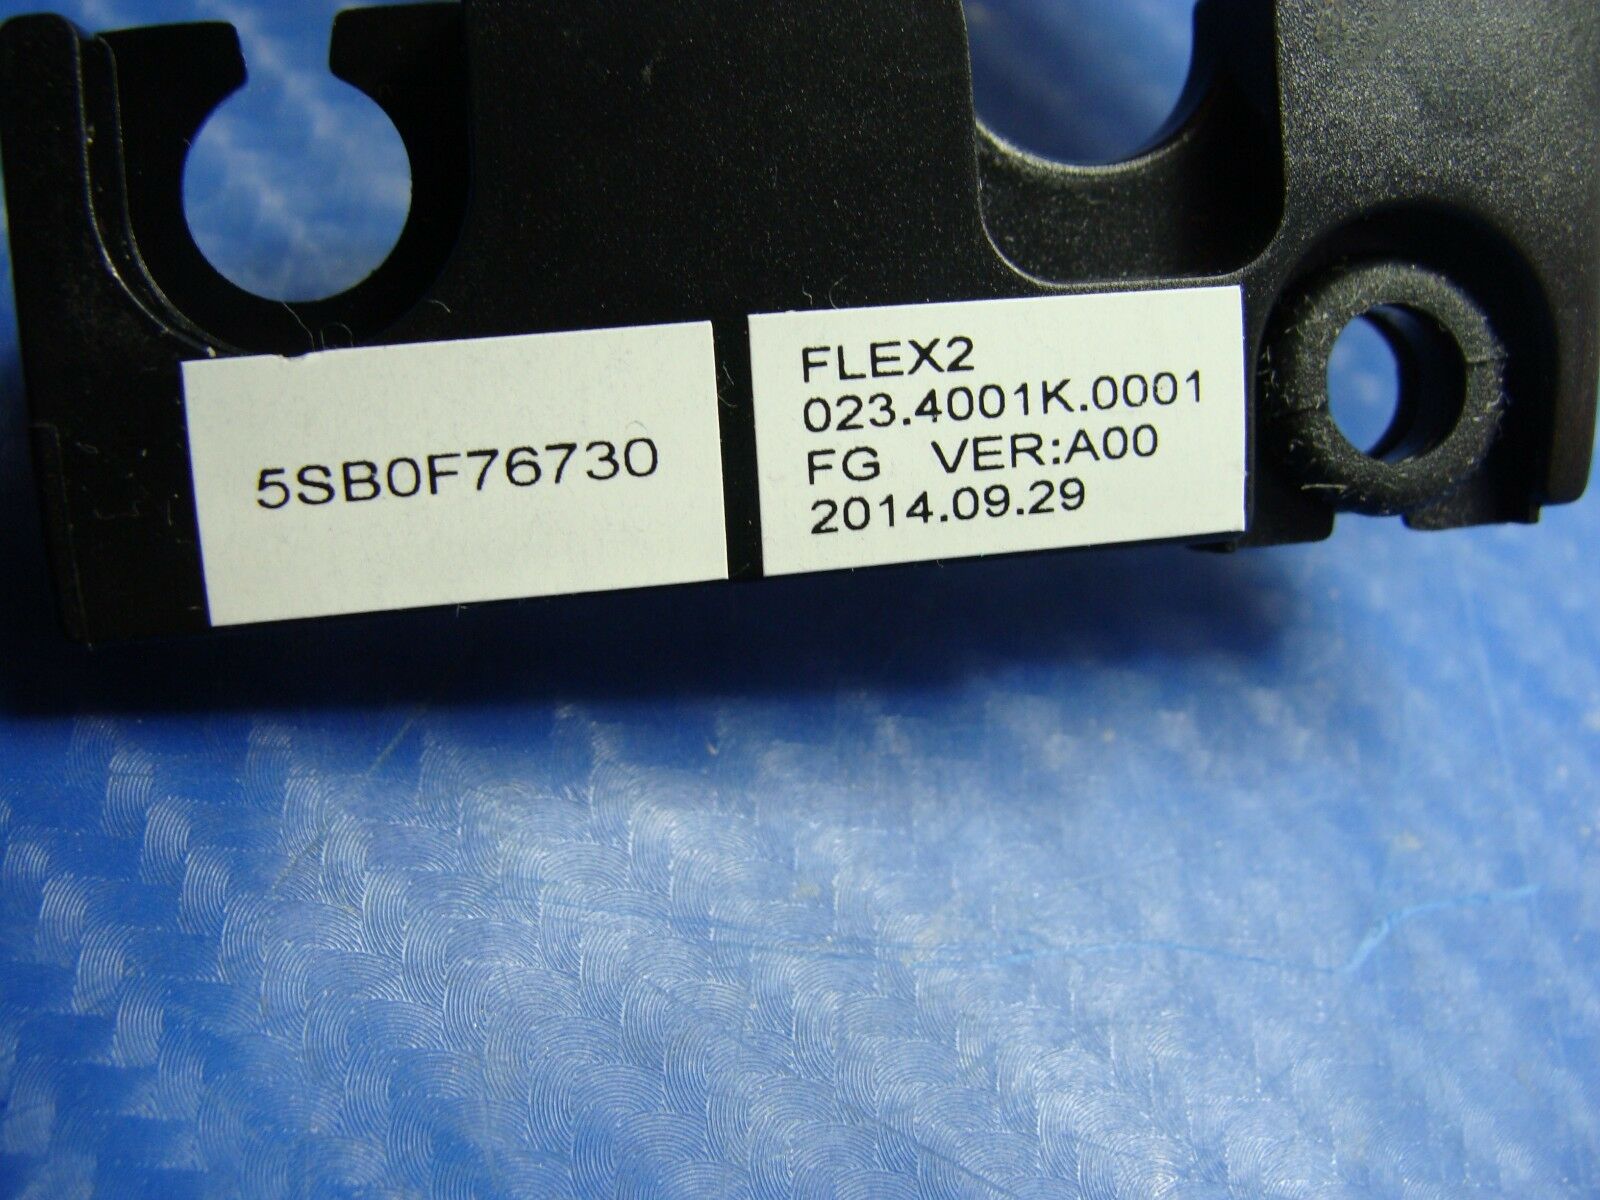 5SB0F76730
FLEX2
023.4001K.0001
FG VER:A00
2014.09.29